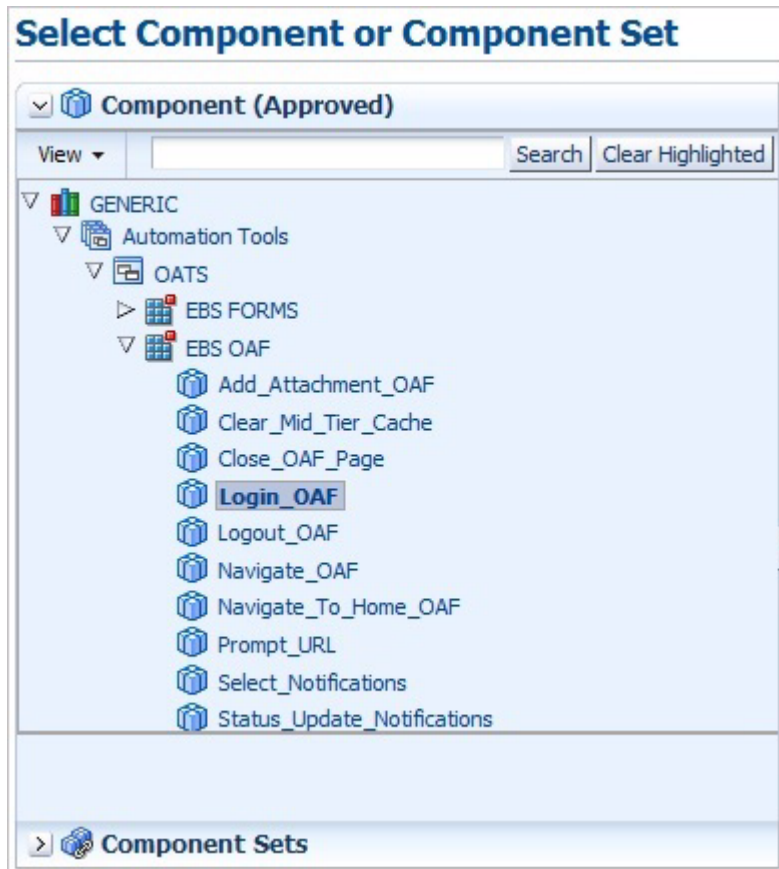 Select Component or Component Set
Component (Approved)
View Search Clear Highlighted
GENERIC
Automation Tools
OATS
EBS FORMS
EBS OAF
Add_Attachment_OAF
Clear_Mid_Tier_Cache
Close_OAF_Page
Login_OAF
Logout_OAF
Navigate_OAF
Navigate_To_Home_OAF
Prompt_URL
Select_Notifications
Status_Update_Notifications
Component Sets